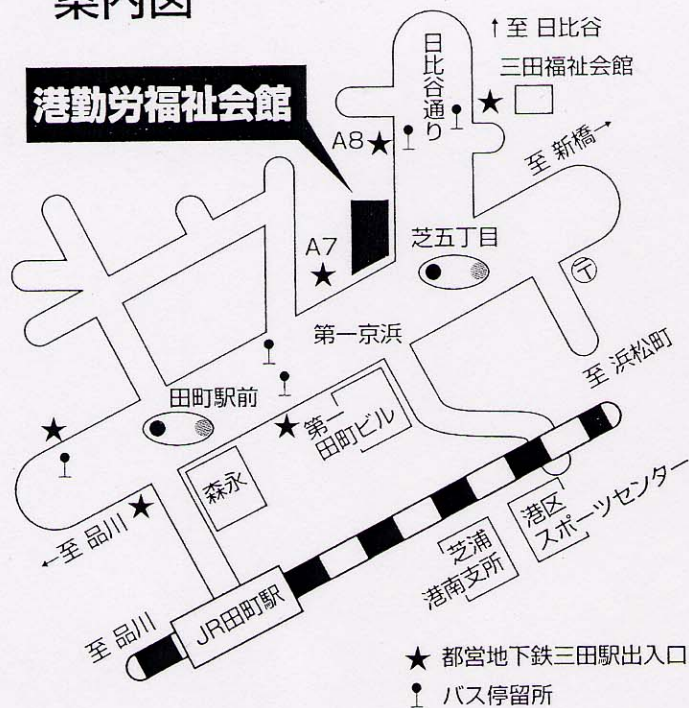 案内図
↑至 日比谷
三田福祉会館
日比谷通り
港勤労福祉会館
A8
至 新橋→
A7
芝五丁目
〒
第一京浜
至 浜松町
田町駅前
第一
田町ビル
森永
港区
スポーツセンター
芝浦
港南支所
←至 品川
JR田町駅
至 品川
★ 都営地下鉄三田駅出入口
バス停留所